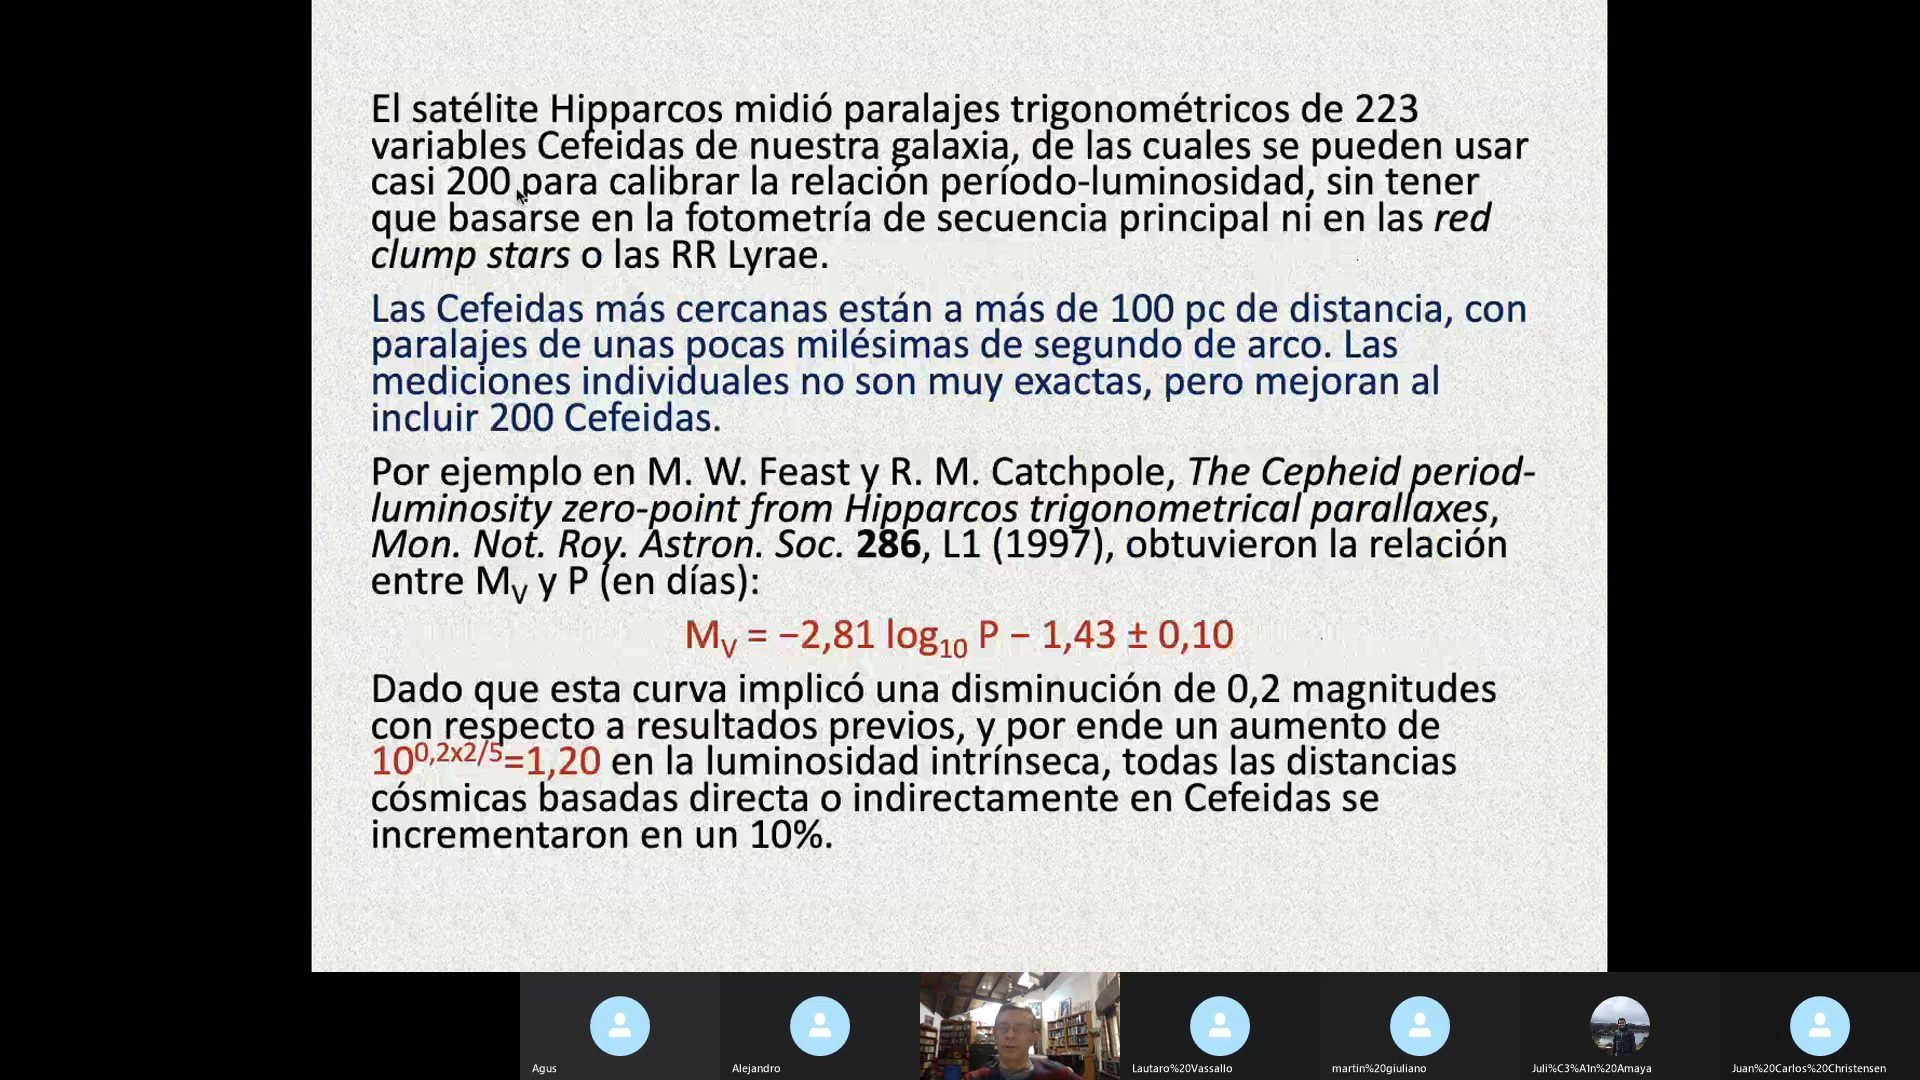 El satélite Hipparcos midió paralajes trigonométricos de 223
variables Cefeidas de nuestra galaxia, de las cuales se pueden usar
casi 200 para calibrar la relación período-luminosidad, sin tener
que basarse en la fotometría de secuencia principal ni en las red
clump stars o las RR Lyrae.
Las Cefeidas más cercanas están a más de 100 pc de distancia, con
paralajes de unas pocas milésimas de segundo de arco. Las
mediciones individuales no son muy exactas, pero mejoran al
incluir 200 Cefeidas.
Por ejemplo en M. W. Feast y R. M. Catchpole, The Cepheid period-
luminosity zero-point from Hipparcos trigonometrical parallaxes,
Mon. Not. Roy. Astron. Soc. 286, L1 (1997), obtuvieron la relación
entre M_V y P (en días):
M_V = −2,81 log₁₀ P − 1,43 ± 0,10
Dado que esta curva implicó una disminución de 0,2 magnitudes
con respecto a resultados previos, y por ende un aumento de
10^0,2x2/5=1,20 en la luminosidad intrínseca, todas las distancias
cósmicas basadas directa o indirectamente en Cefeidas se
incrementaron en un 10%.
Agus
Alejandro
Lautaro%20Vassallo
martin%20giuliano
Juli%C3%A1n%20Amaya
Juan%20Carlos%20Christensen